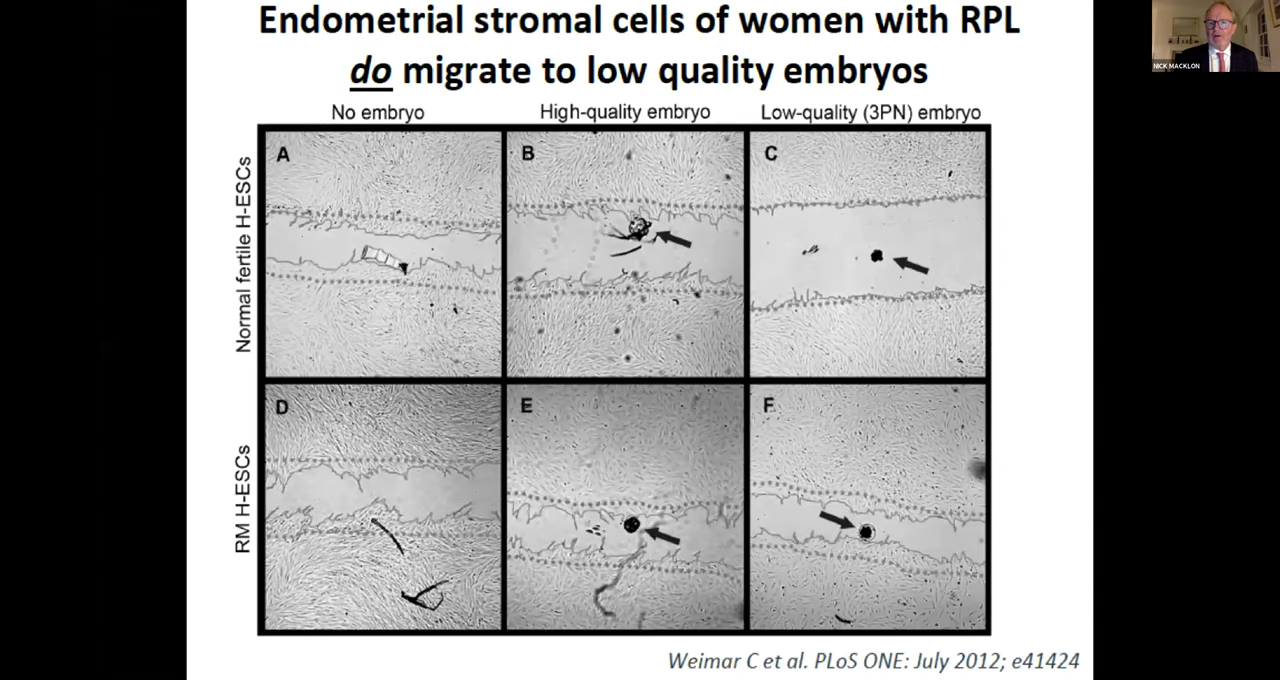 Endometrial stromal cells of women with RPL
do migrate to low quality embryos
NICK MACKLON
No embryo
High-quality embryo
Low-quality (3PN) embryo
Normal fertile H-ESCs
A
B
C
RM H-ESCs
D
E
F
Weimar C et al. PLoS ONE: July 2012; e41424